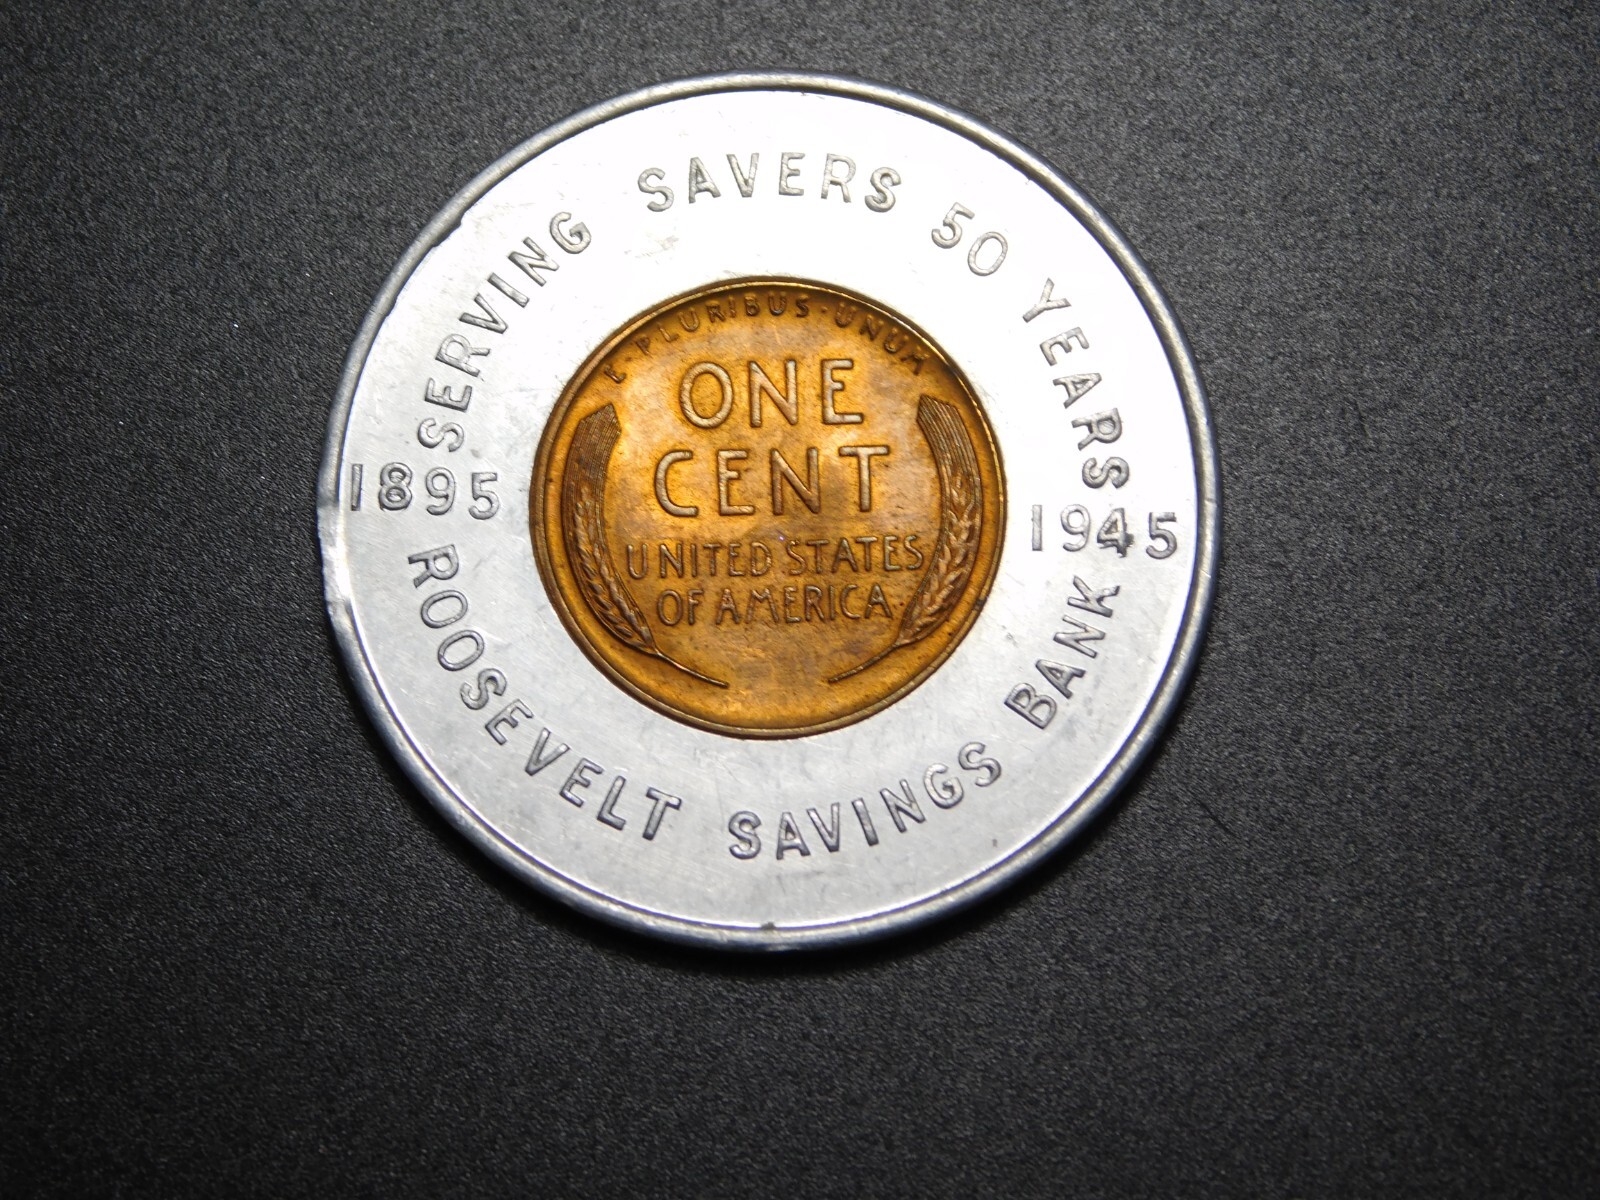 SERVING SAVERS 50 YEARS
1895
1945
ROOSEVELT SAVINGS BANK
E·PLURIBUS·UNUM
ONE
CENT
UNITED STATES
OF AMERICA